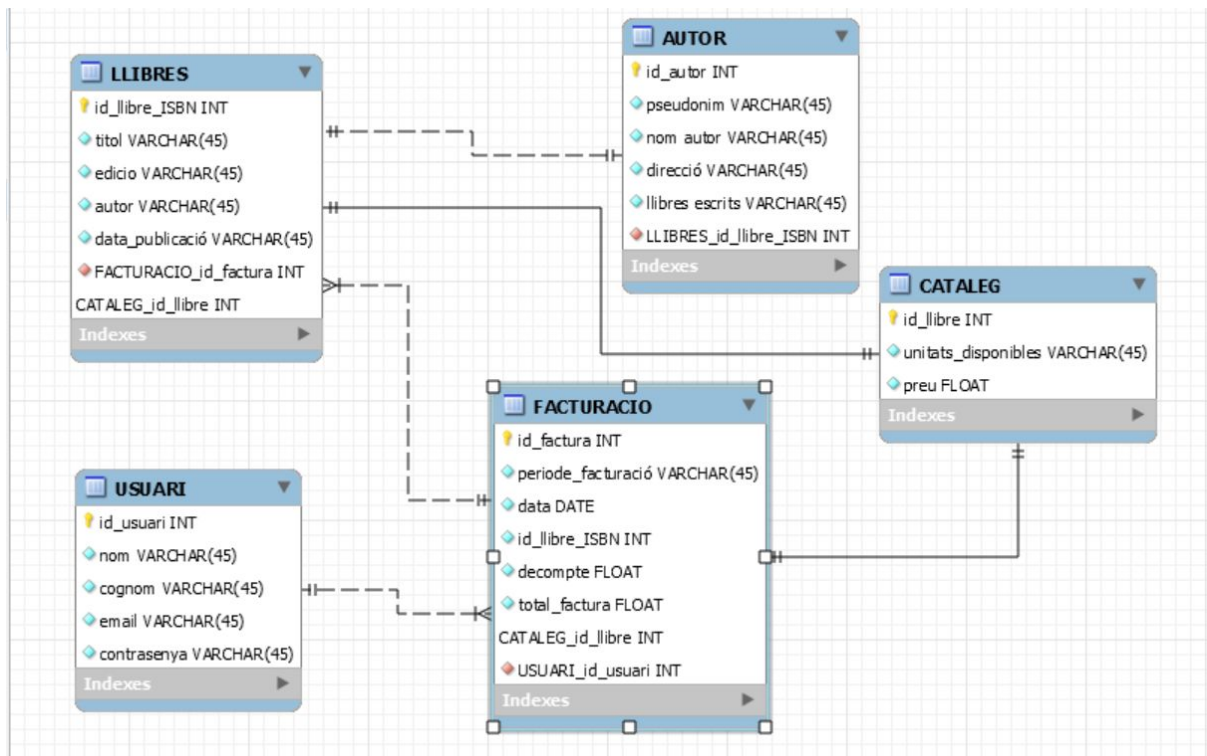 LLIBRES
id_llibre_ISBN INT
titol VARCHAR(45)
edicio VARCHAR(45)
autor VARCHAR(45)
data_publicació VARCHAR(45)
FACTURACIO_id_factura INT
CATALEG_id_llibre INT
Indexes
AUTOR
id_autor INT
pseudonim VARCHAR(45)
nom autor VARCHAR(45)
direcció VARCHAR(45)
llibres escrits VARCHAR(45)
LLIBRES_id_llibre_ISBN INT
Indexes
CATALEG
id_llibre INT
unitats_disponibles VARCHAR(45)
preu FLOAT
Indexes
FACTURACIO
id_factura INT
periode_facturació VARCHAR(45)
data DATE
id_llibre_ISBN INT
decompte FLOAT
total_factura FLOAT
CATALEG_id_llibre INT
USUARI_id_usuari INT
Indexes
USUARI
id_usuari INT
nom VARCHAR(45)
cognom VARCHAR(45)
email VARCHAR(45)
contrasenya VARCHAR(45)
Indexes